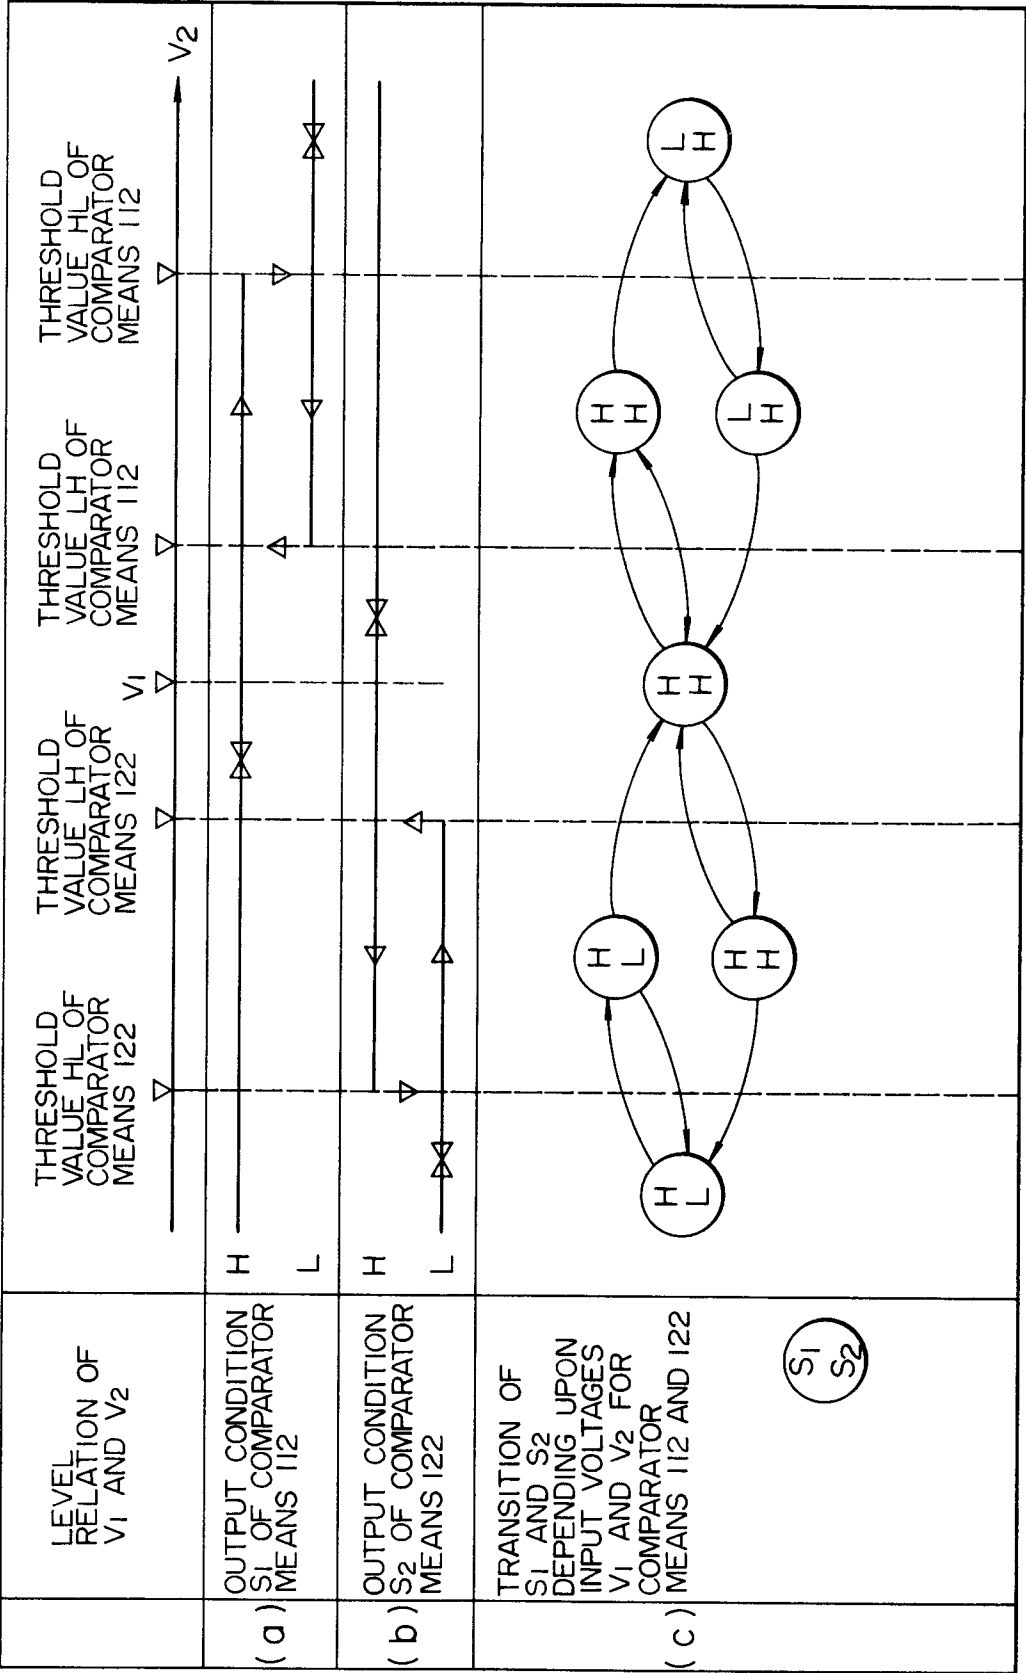 LEVEL
RELATION OF
V1 AND V2
THRESHOLD
VALUE HL OF
COMPARATOR
MEANS 122
THRESHOLD
VALUE LH OF
COMPARATOR
MEANS 122
V1
THRESHOLD
VALUE LH OF
COMPARATOR
MEANS 112
THRESHOLD
VALUE HL OF
COMPARATOR
MEANS 112
V2
(a)
OUTPUT CONDITION
S1 OF COMPARATOR
MEANS 112
H
L
(b)
OUTPUT CONDITION
S2 OF COMPARATOR
MEANS 122
H
L
(c)
TRANSITION OF
S1 AND S2
DEPENDING UPON
INPUT VOLTAGES
V1 AND V2 FOR
COMPARATOR
MEANS 112 AND 122
S1
S2
H
L
H
L
H
H
H
H
H
H
L
H
L
H